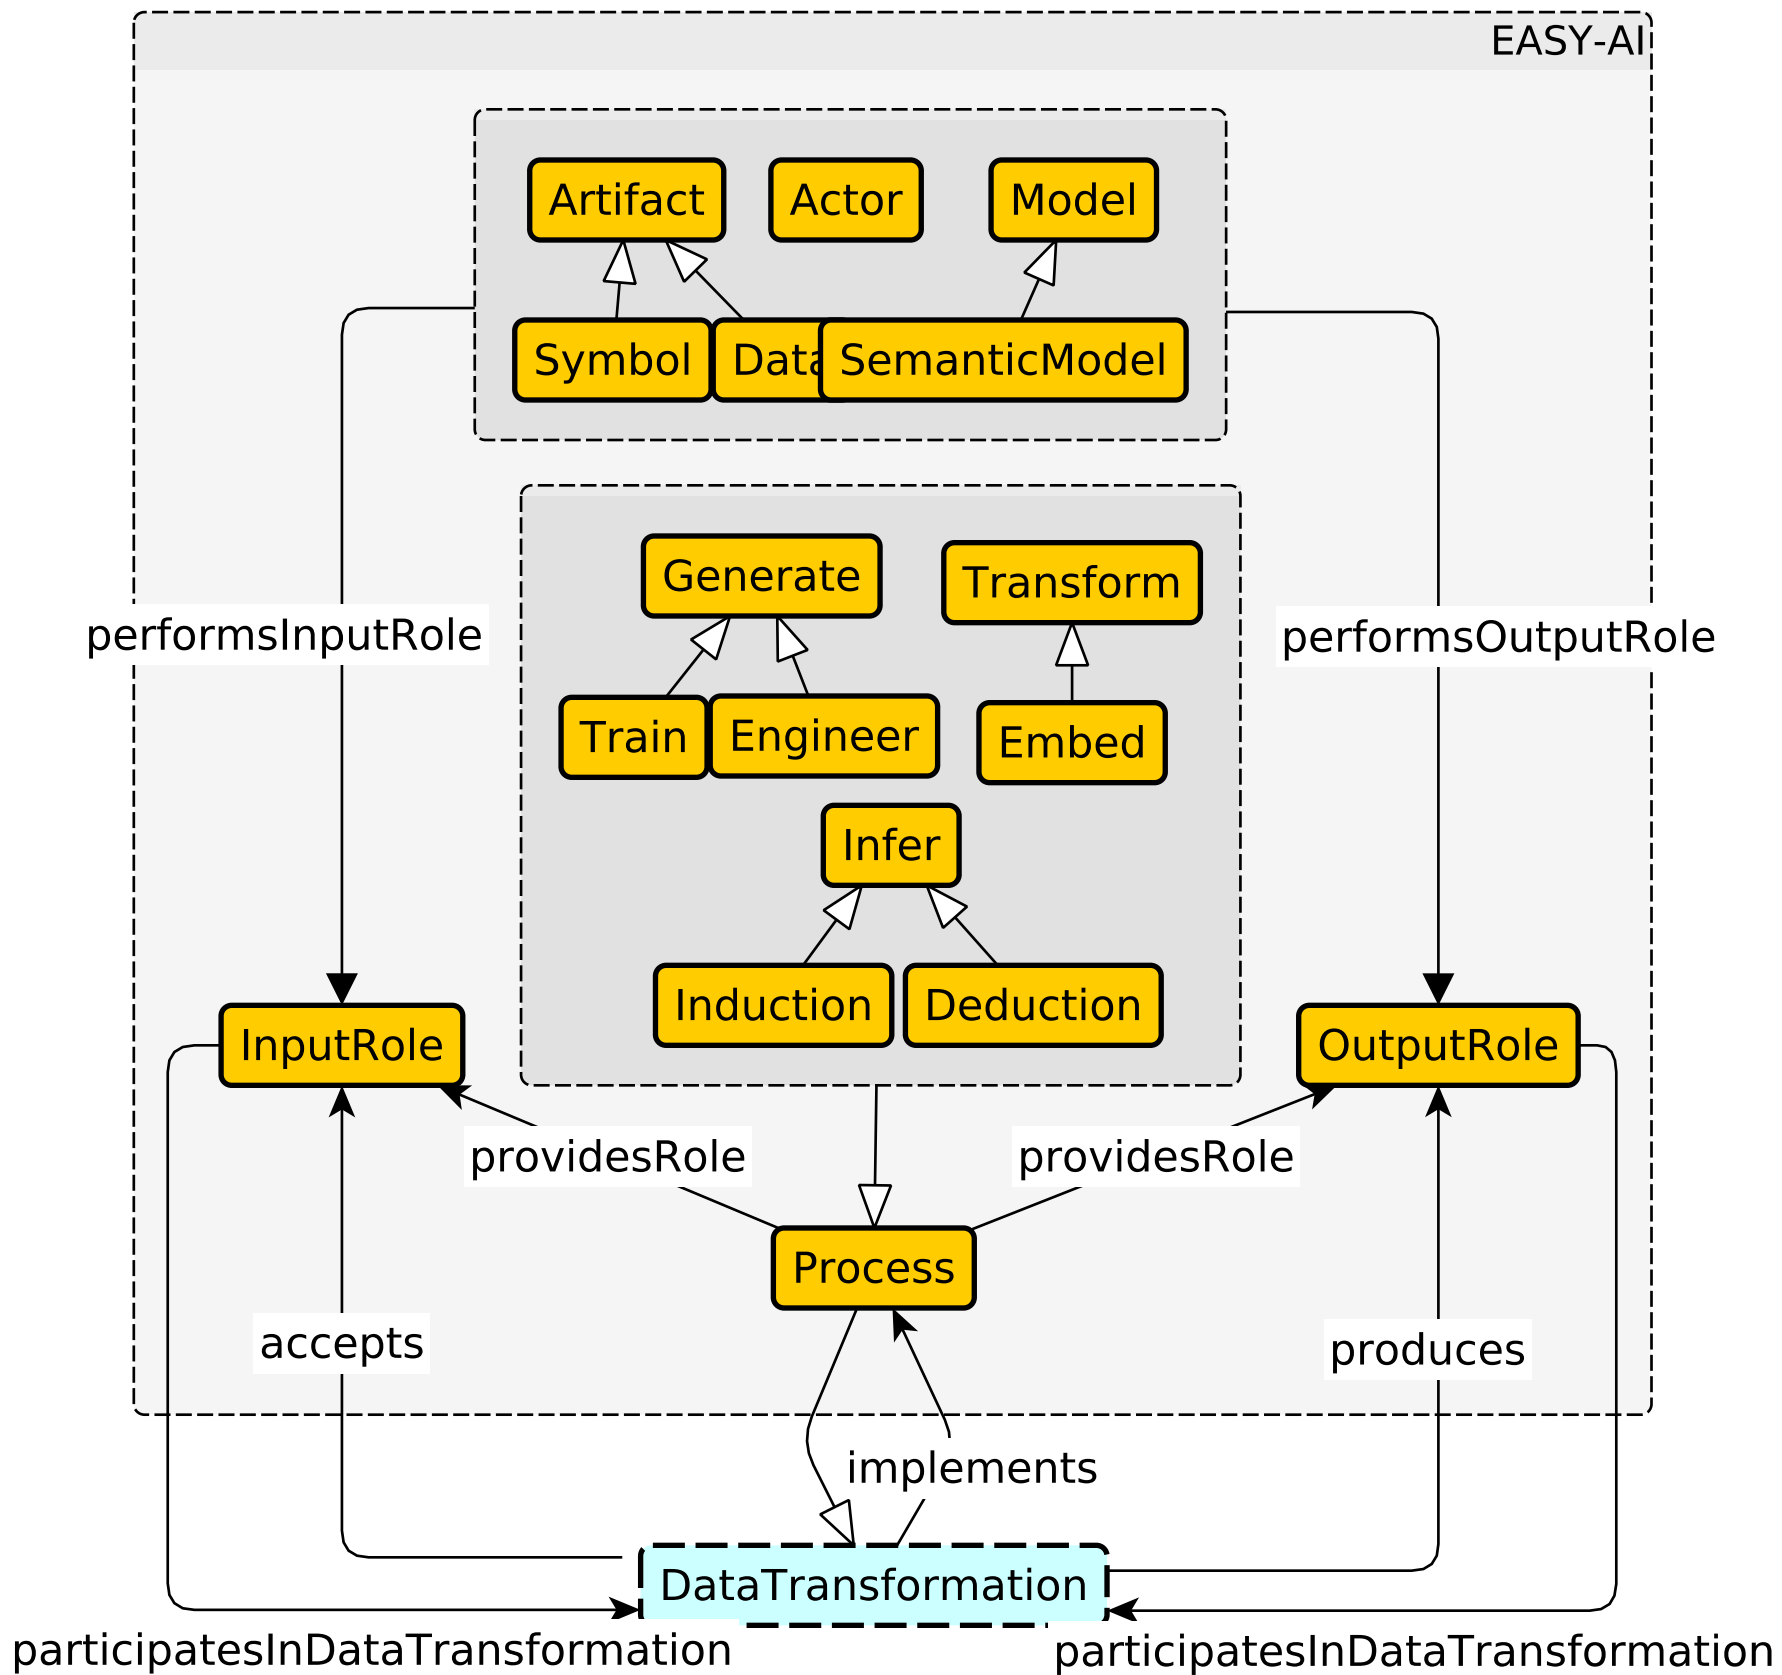 EASY-AI
Artifact
Actor
Model
Symbol
Data
SemanticModel
Generate
Transform
performsInputRole
performsOutputRole
Train
Engineer
Embed
Infer
Induction
Deduction
InputRole
OutputRole
providesRole
providesRole
Process
accepts
produces
implements
DataTransformation
participatesInDataTransformation
participatesInDataTransformation